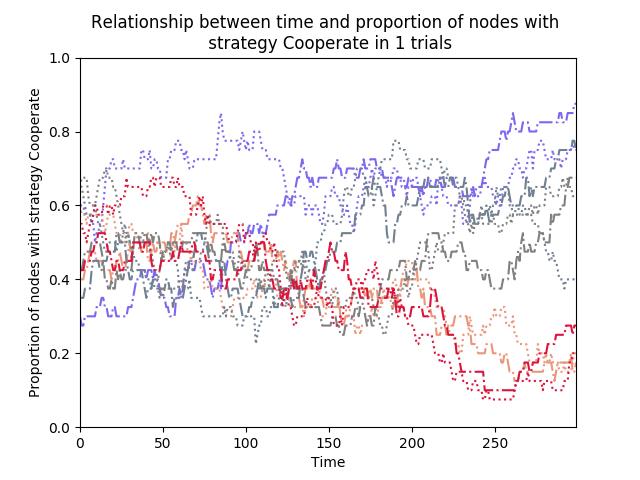 Relationship between time and proportion of nodes with
strategy Cooperate in 1 trials
Proportion of nodes with strategy Cooperate
1.0
0.8
0.6
0.4
0.2
0.0
0 50 100 150 200 250
Time